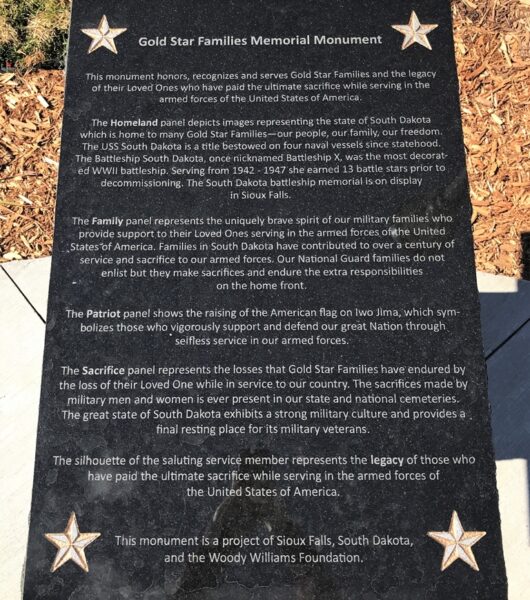 Gold Star Families Memorial Monument
This monument honors, recognizes and serves Gold Star Families and the legacy
of their Loved Ones who have paid the ultimate sacrifice while serving in the
armed forces of the United States of America.
The Homeland panel depicts images representing the state of South Dakota
which is home to many Gold Star Families—our people, our family, our freedom.
The USS South Dakota is a title bestowed on four naval vessels since statehood.
The Battleship South Dakota, once nicknamed Battleship X, was the most decorat-
ed WWII battleship. Serving from 1942 - 1947 she earned 13 battle stars prior to
decommissioning. The South Dakota battleship memorial is on display
in Sioux Falls.
The Family panel represents the uniquely brave spirit of our military families who
provide support to their Loved Ones serving in the armed forces of the United
States of America. Families in South Dakota have contributed to over a century of
service and sacrifice to our armed forces. Our National Guard families do not
enlist but they make sacrifices and endure the extra responsibilities
on the home front.
The Patriot panel shows the raising of the American flag on Iwo Jima, which sym-
bolizes those who vigorously support and defend our great Nation through
selfless service in our armed forces.
The Sacrifice panel represents the losses that Gold Star Families have endured by
the loss of their Loved One while in service to our country. The sacrifices made by
military men and women is ever present in our state and national cemeteries.
The great state of South Dakota exhibits a strong military culture and provides a
final resting place for its military veterans.
The silhouette of the saluting service member represents the legacy of those who
have paid the ultimate sacrifice while serving in the armed forces of
the United States of America.
This monument is a project of Sioux Falls, South Dakota,
and the Woody Williams Foundation.